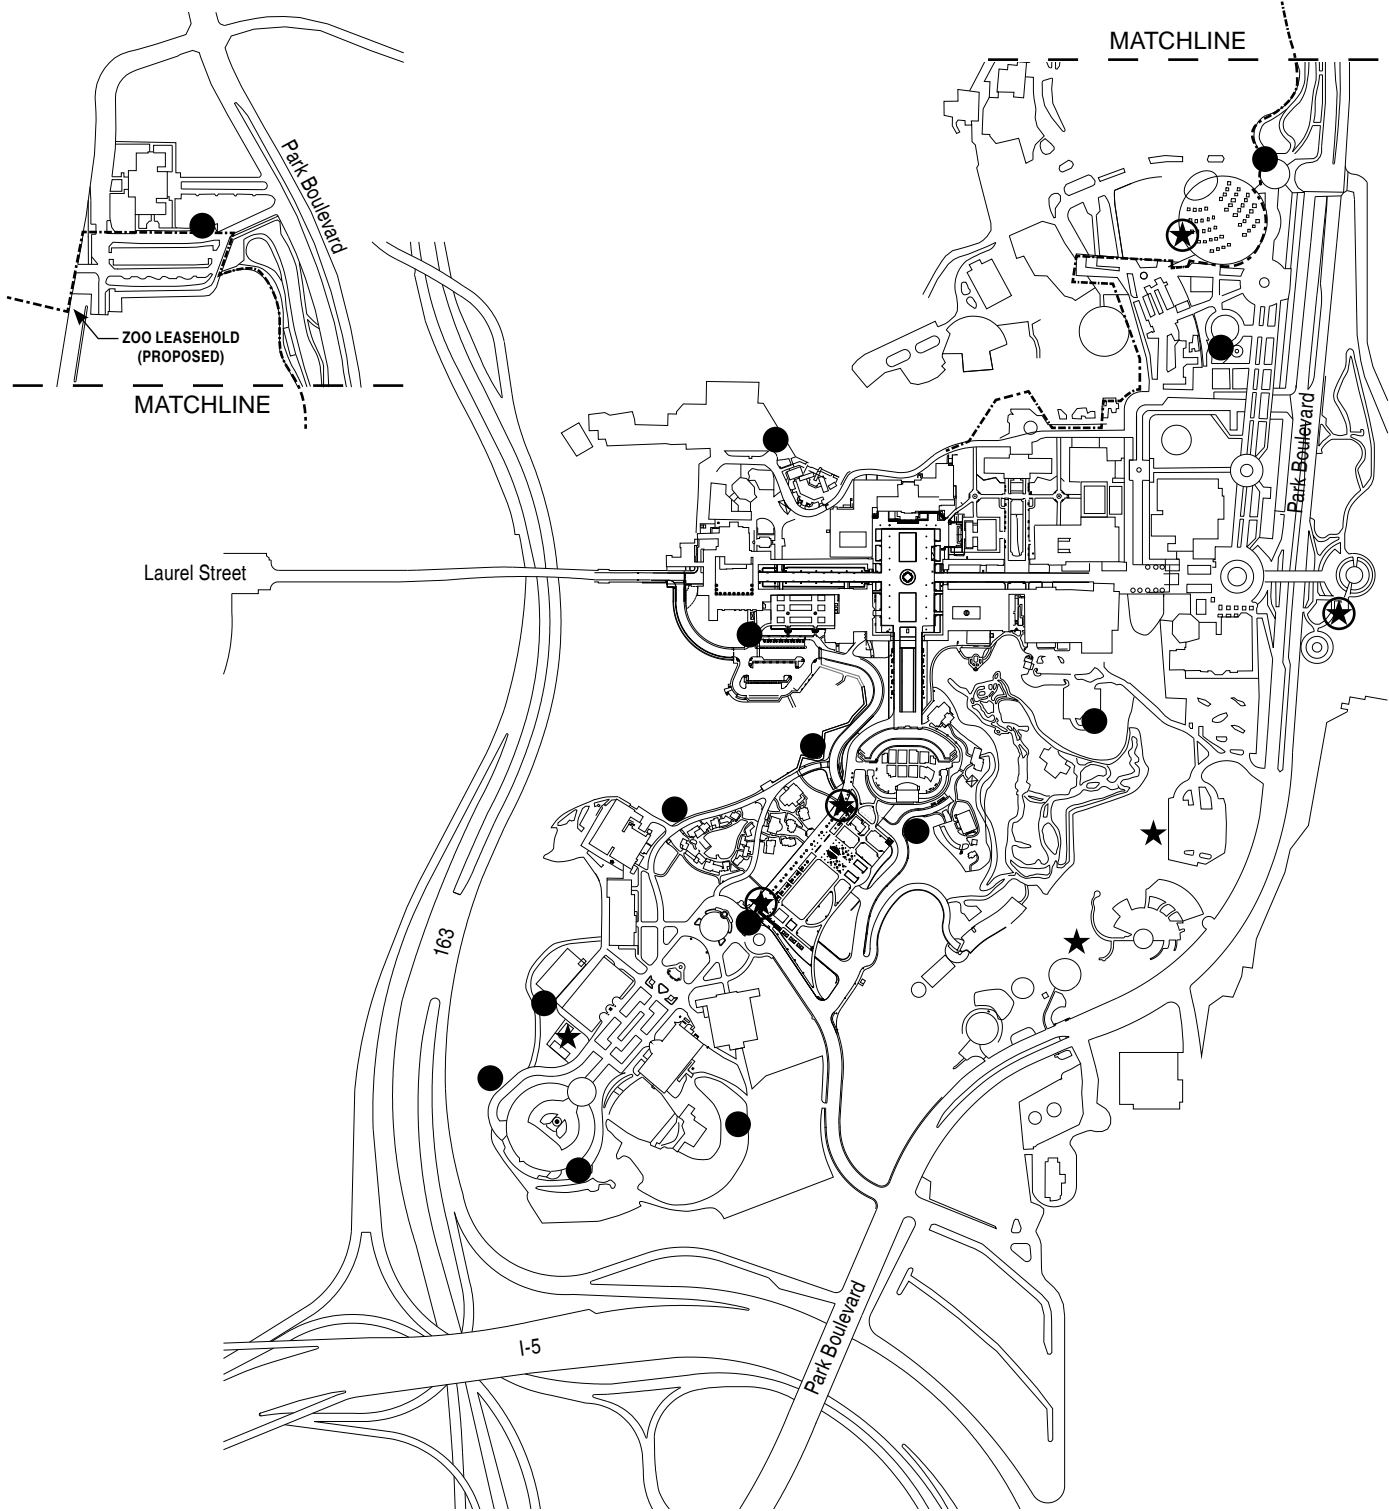 MATCHLINE
Park Boulevard
ZOO LEASEHOLD
(PROPOSED)
MATCHLINE
Park Boulevard
Laurel Street
163
I-5
Park Boulevard